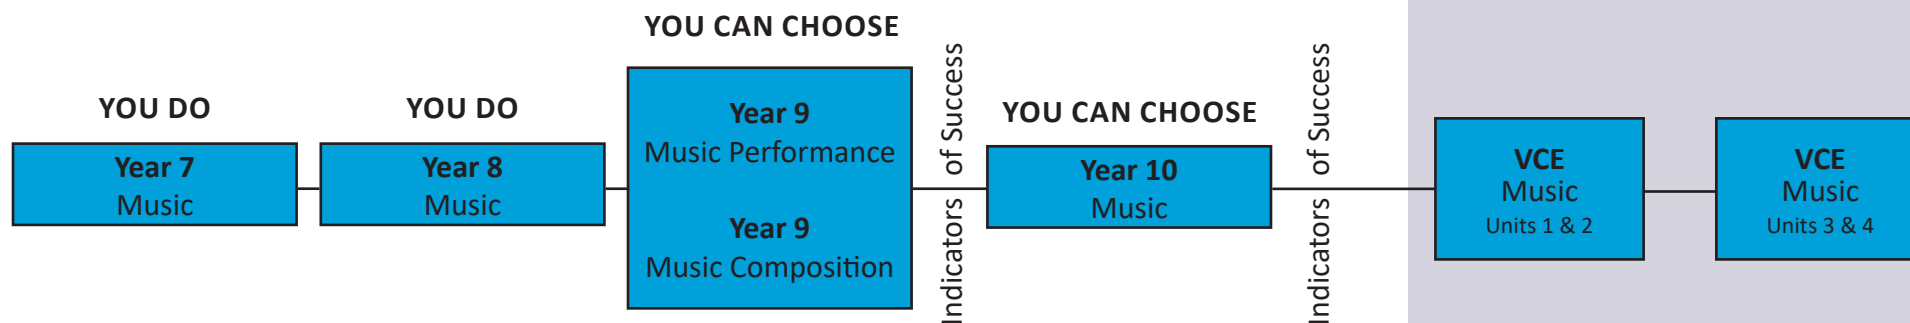 YOU DO
Year 7
Music
YOU DO
Year 8
Music
YOU CAN CHOOSE
Year 9
Music Performance
Year 9
Music Composition
Indicators of Success
YOU CAN CHOOSE
Year 10
Music
Indicators of Success
VCE
Music
Units 1 & 2
VCE
Music
Units 3 & 4